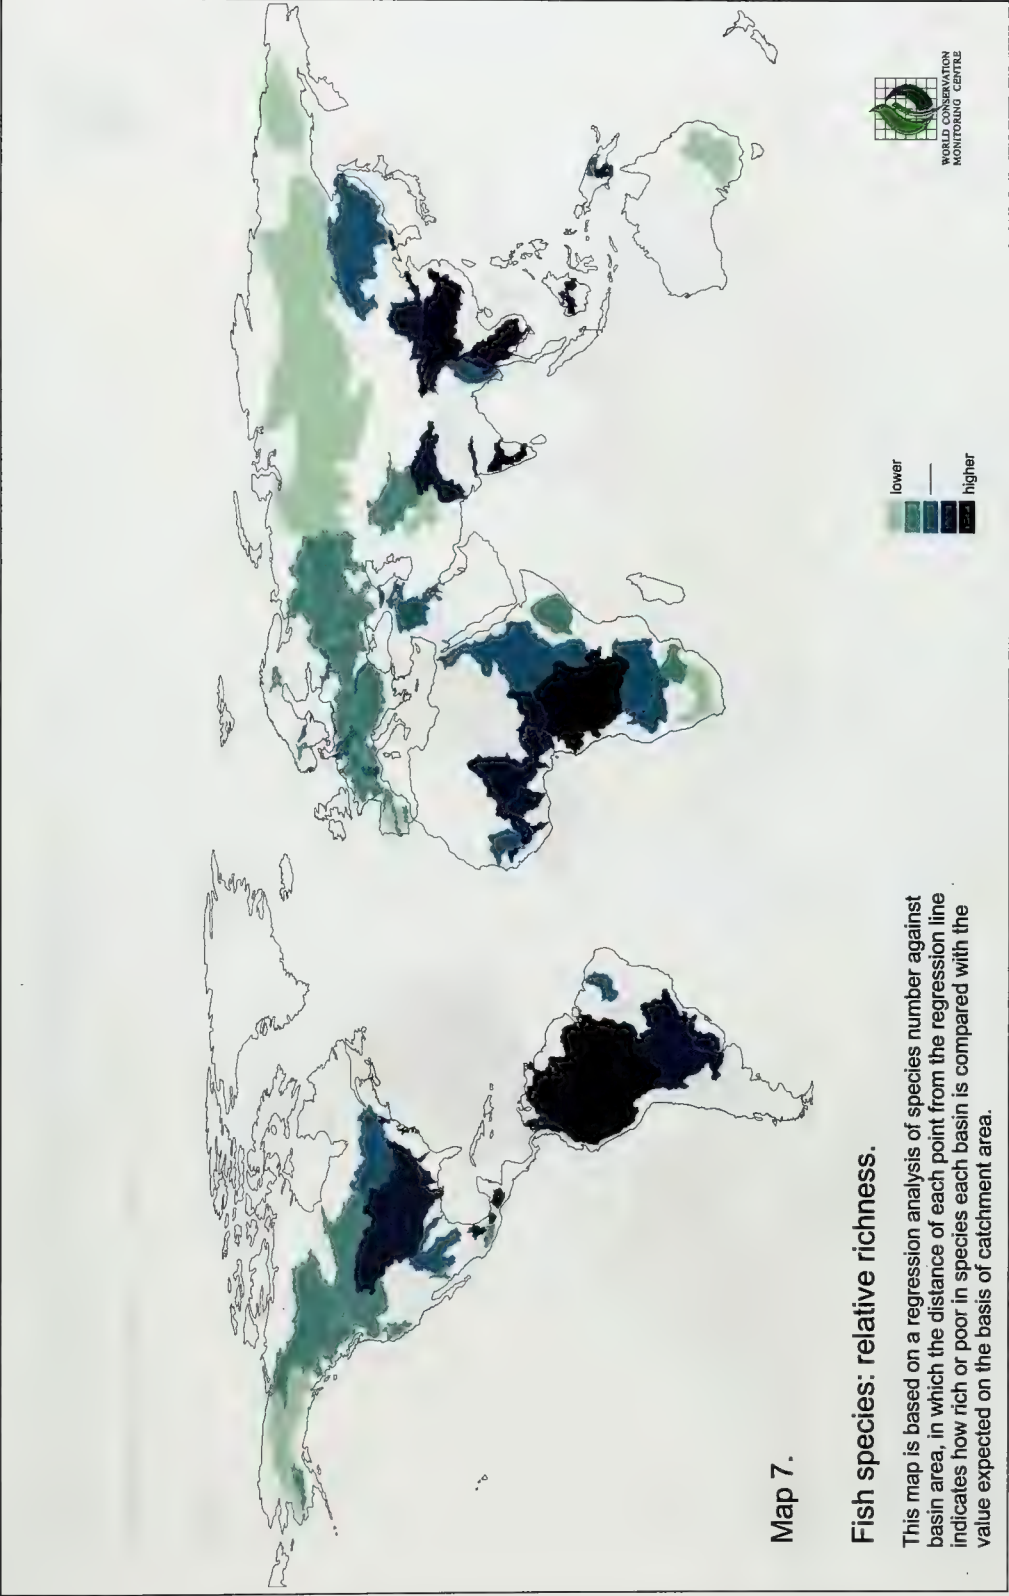 Map 7.
Fish species: relative richness.
This map is based on a regression analysis of species number against
basin area, in which the distance of each point from the regression line
indicates how rich or poor in species each basin is compared with the
value expected on the basis of catchment area.
lower
higher
WORLD CONSERVATION
MONITORING CENTRE